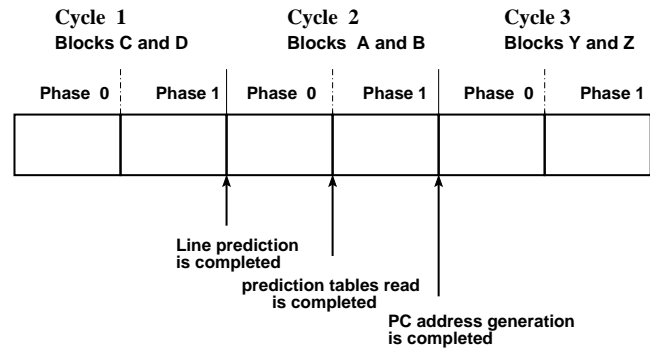 Cycle 1 Cycle 2 Cycle 3
Blocks C and D Blocks A and B Blocks Y and Z
Phase 0 Phase 1 Phase 0 Phase 1 Phase 0 Phase 1
Line prediction
is completed
prediction tables read
is completed
PC address generation
is completed